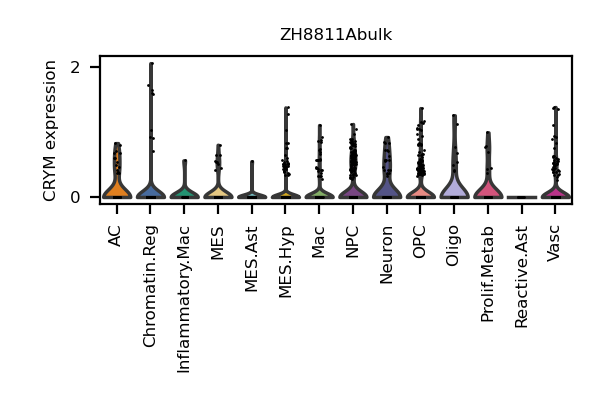 ZH8811Abulk
CRYM expression
2
0
AC
Chromatin.Reg
Inflammatory.Mac
MES
MES.Ast
MES.Hyp
Mac
NPC
Neuron
OPC
Oligo
Prolif.Metab
Reactive.Ast
Vasc